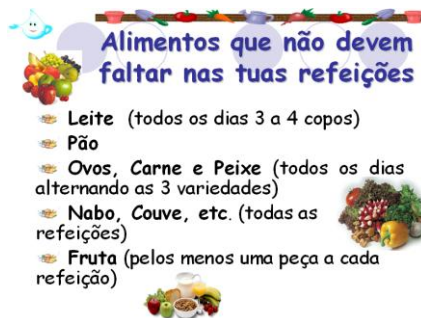 Alimentos que não devem
faltar nas tuas refeições
Leite (todos os dias 3 a 4 copos)
Pão
Ovos, Carne e Peixe (todos os dias
alternando as 3 variedades)
Nabo, Couve, etc. (todas as
refeições)
Fruta (pelos menos uma peça a cada
refeição)